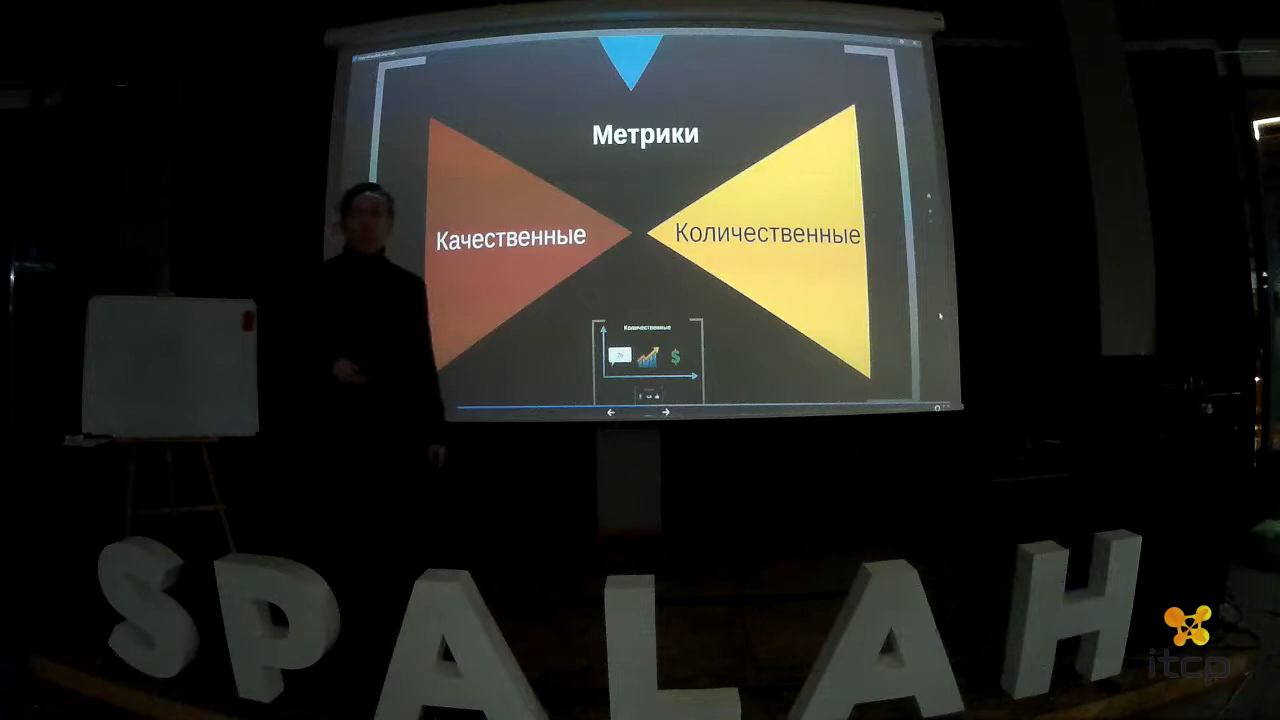 Метрики
Качественные
Количественные
Количественные
$
SPALAH
itcp